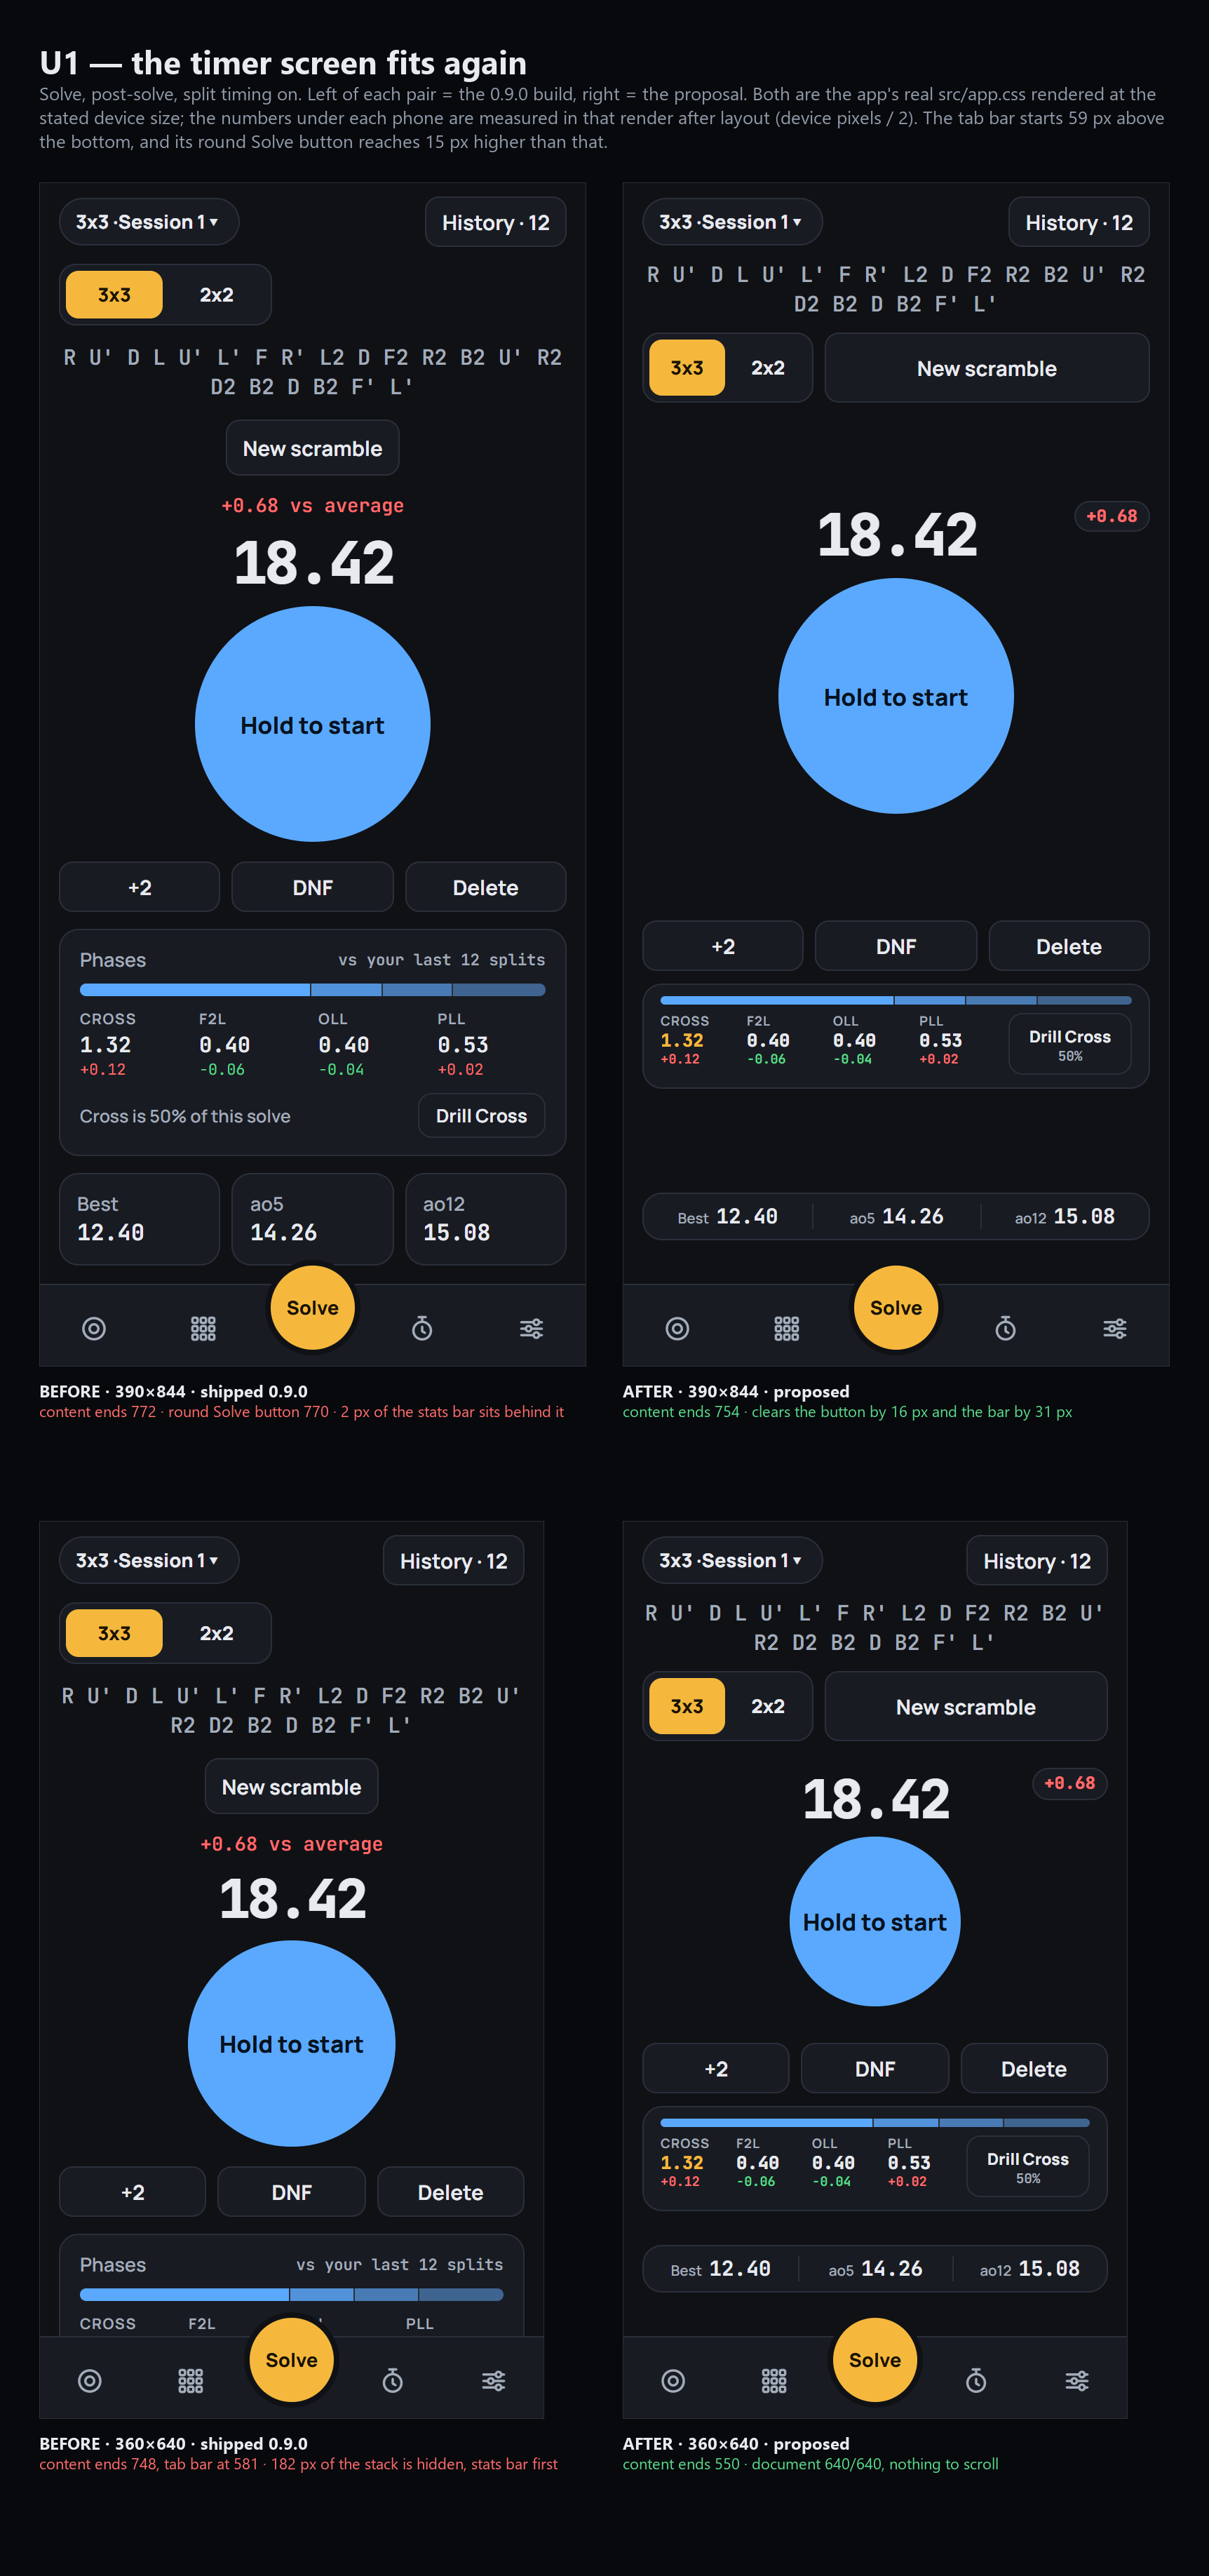 U1 — the timer screen fits again
Solve, post-solve, split timing on. Left of each pair = the 0.9.0 build, right = the proposal. Both are the app's real src/app.css rendered at the
stated device size; the numbers under each phone are measured in that render after layout (device pixels / 2). The tab bar starts 59 px above
the bottom, and its round Solve button reaches 15 px higher than that.
3x3 ·Session 1 ▾
History · 12
3x3
2x2
R U' D L U' L' F R' L2 D F2 R2 B2 U' R2
D2 B2 D B2 F' L'
New scramble
+0.68 vs average
18.42
Hold to start
+2
DNF
Delete
Phases
vs your last 12 splits
CROSS
F2L
OLL
PLL
1.32
0.40
0.40
0.53
+0.12
-0.06
-0.04
+0.02
Cross is 50% of this solve
Drill Cross
Best
ao5
ao12
12.40
14.26
15.08
Solve
BEFORE · 390×844 · shipped 0.9.0
content ends 772 · round Solve button 770 · 2 px of the stats bar sits behind it
3x3 ·Session 1 ▾
History · 12
R U' D L U' L' F R' L2 D F2 R2 B2 U' R2
D2 B2 D B2 F' L'
3x3
2x2
New scramble
+0.68
18.42
Hold to start
+2
DNF
Delete
CROSS
F2L
OLL
PLL
1.32
0.40
0.40
0.53
+0.12
-0.06
-0.04
+0.02
Drill Cross
50%
Best 12.40
ao5 14.26
ao12 15.08
Solve
AFTER · 390×844 · proposed
content ends 754 · clears the button by 16 px and the bar by 31 px
3x3 ·Session 1 ▾
History · 12
3x3
2x2
R U' D L U' L' F R' L2 D F2 R2 B2 U'
R2 D2 B2 D B2 F' L'
New scramble
+0.68 vs average
18.42
Hold to start
+2
DNF
Delete
Phases
vs your last 12 splits
CROSS
F2L
PLL
Solve
BEFORE · 360×640 · shipped 0.9.0
content ends 748, tab bar at 581 · 182 px of the stack is hidden, stats bar first
3x3 ·Session 1 ▾
History · 12
R U' D L U' L' F R' L2 D F2 R2 B2 U'
R2 D2 B2 D B2 F' L'
3x3
2x2
New scramble
+0.68
18.42
Hold to start
+2
DNF
Delete
CROSS
F2L
OLL
PLL
1.32
0.40
0.40
0.53
+0.12
-0.06
-0.04
+0.02
Drill Cross
50%
Best 12.40
ao5 14.26
ao12 15.08
Solve
AFTER · 360×640 · proposed
content ends 550 · document 640/640, nothing to scroll